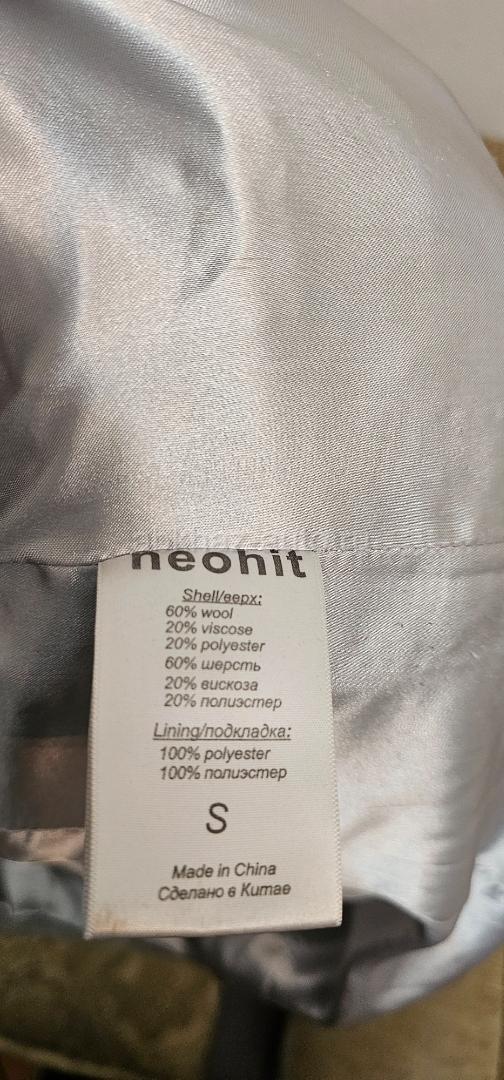 neohit
Shell/верх:
60% wool
20% viscose
20% polyester
60% шерсть
20% вискоза
20% полиэстер
Lining/подкладка:
100% polyester
100% полиэстер
S
Made in China
Сделано в Китае